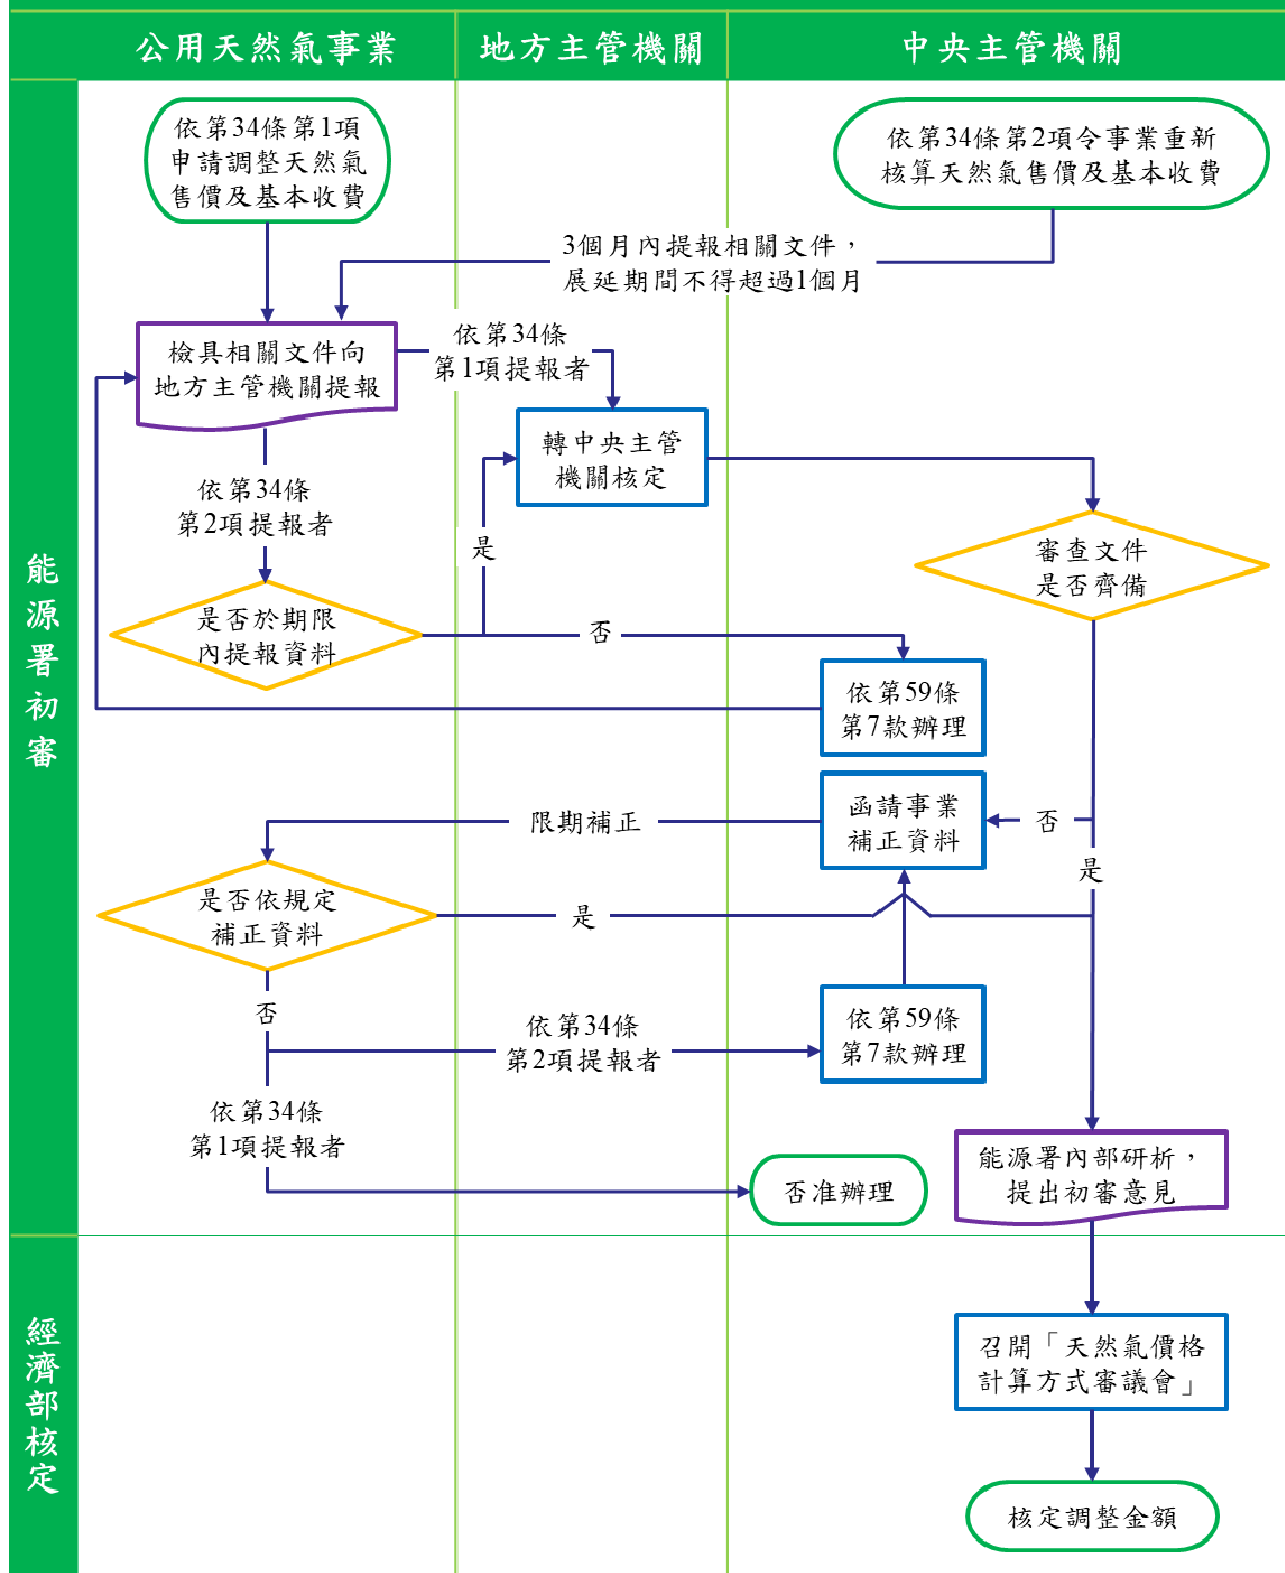 公用天然氣事業
地方主管機關
中央主管機關
能源署初審
依第34條第1項
申請調整天然氣
售價及基本收費
依第34條第2項令事業重新
核算天然氣售價及基本收費
3個月內提報相關文件，
展延期間不得超過1個月
檢具相關文件向
地方主管機關提報
依第34條
第1項提報者
轉中央主管
機關核定
依第34條
第2項提報者
是
審查文件
是否齊備
是否於期限
內提報資料
否
依第59條
第7款辦理
函請事業
補正資料
限期補正
否
是
是否依規定
補正資料
是
否
依第34條
第2項提報者
依第59條
第7款辦理
依第34條
第1項提報者
否准辦理
能源署內部研析，
提出初審意見
經濟部核定
召開「天然氣價格
計算方式審議會」
核定調整金額